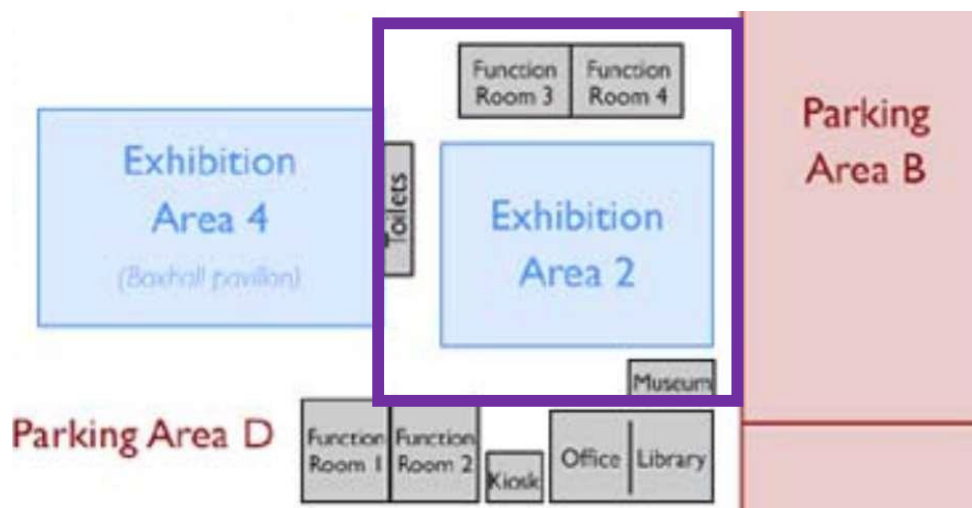 Function
Room 3
Function
Room 4
Parking
Area B
Exhibition
Area 4
(Boxhall pavilion)
Toilets
Exhibition
Area 2
Museum
Parking Area D
Function
Room 1
Function
Room 2
Kiosk
Office
Library